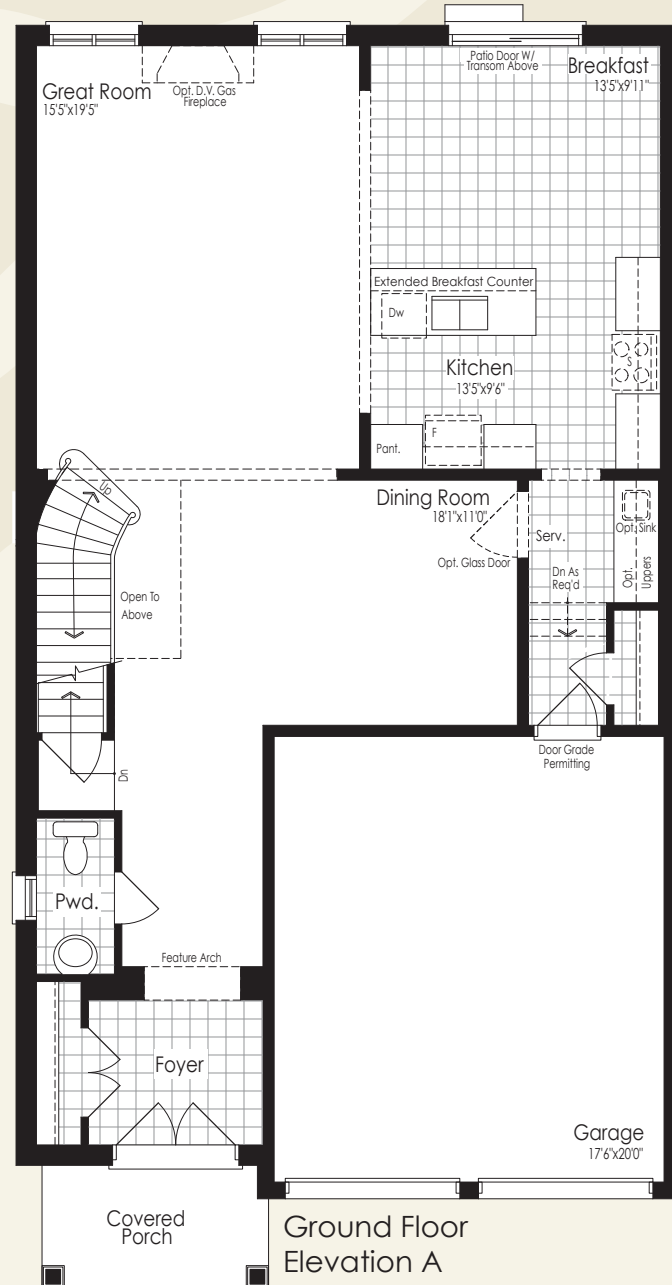 Patio Door W/
Transom Above
Breakfast
13'5"x9'11"
Great Room
15'5"x19'5"
Opt. D.V. Gas
Fireplace
Extended Breakfast Counter
Dw
S
Kitchen
13'5"x9'6"
F
Pant.
Up
Dining Room
18'1"x11'0"
Opt. Glass Door
Serv.
Opt. Sink
Opt.
Uppers
Dn As
Req'd
Open To
Above
Dn
Door Grade
Permitting
Pwd.
Feature Arch
Foyer
Garage
17'6"x20'0"
Covered
Porch
Ground Floor
Elevation A